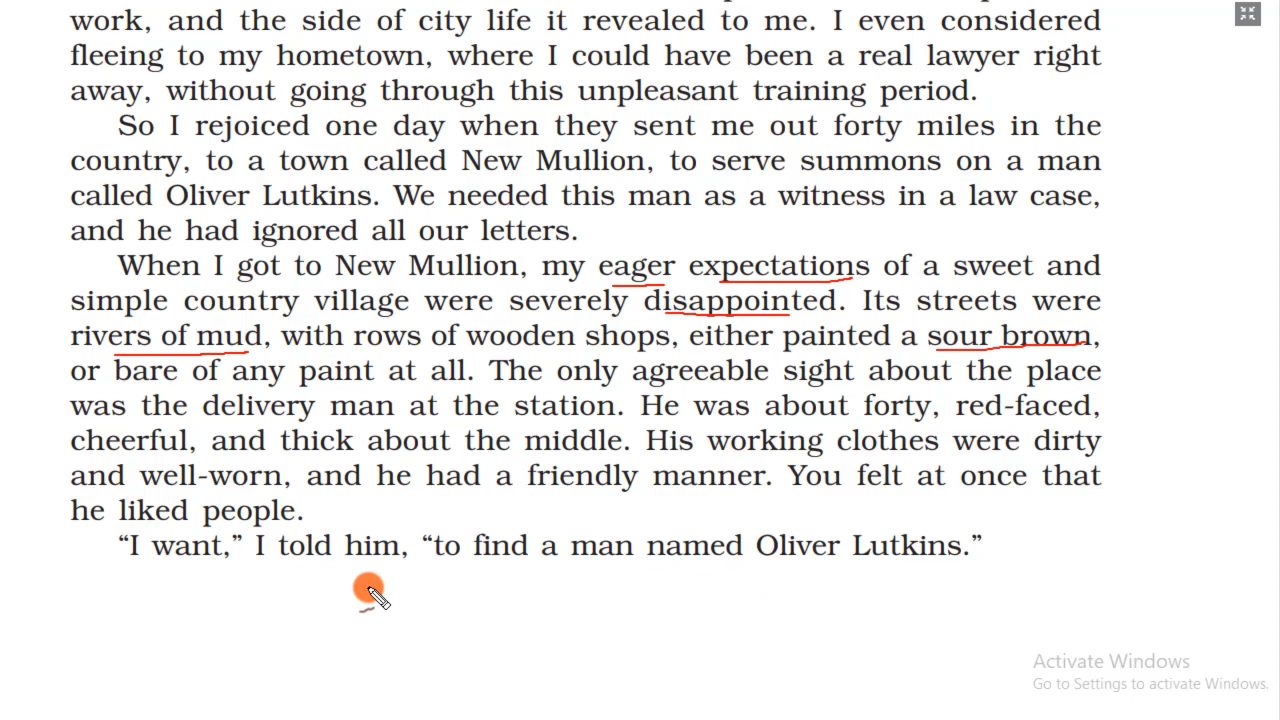 work, and the side of city life it revealed to me. I even considered
fleeing to my hometown, where I could have been a real lawyer right
away, without going through this unpleasant training period.
So I rejoiced one day when they sent me out forty miles in the
country, to a town called New Mullion, to serve summons on a man
called Oliver Lutkins. We needed this man as a witness in a law case,
and he had ignored all our letters.
When I got to New Mullion, my eager expectations of a sweet and
simple country village were severely disappointed. Its streets were
rivers of mud, with rows of wooden shops, either painted a sour brown,
or bare of any paint at all. The only agreeable sight about the place
was the delivery man at the station. He was about forty, red-faced,
cheerful, and thick about the middle. His working clothes were dirty
and well-worn, and he had a friendly manner. You felt at once that
he liked people.
“I want,” I told him, “to find a man named Oliver Lutkins.”
Activate Windows
Go to Settings to activate Windows.